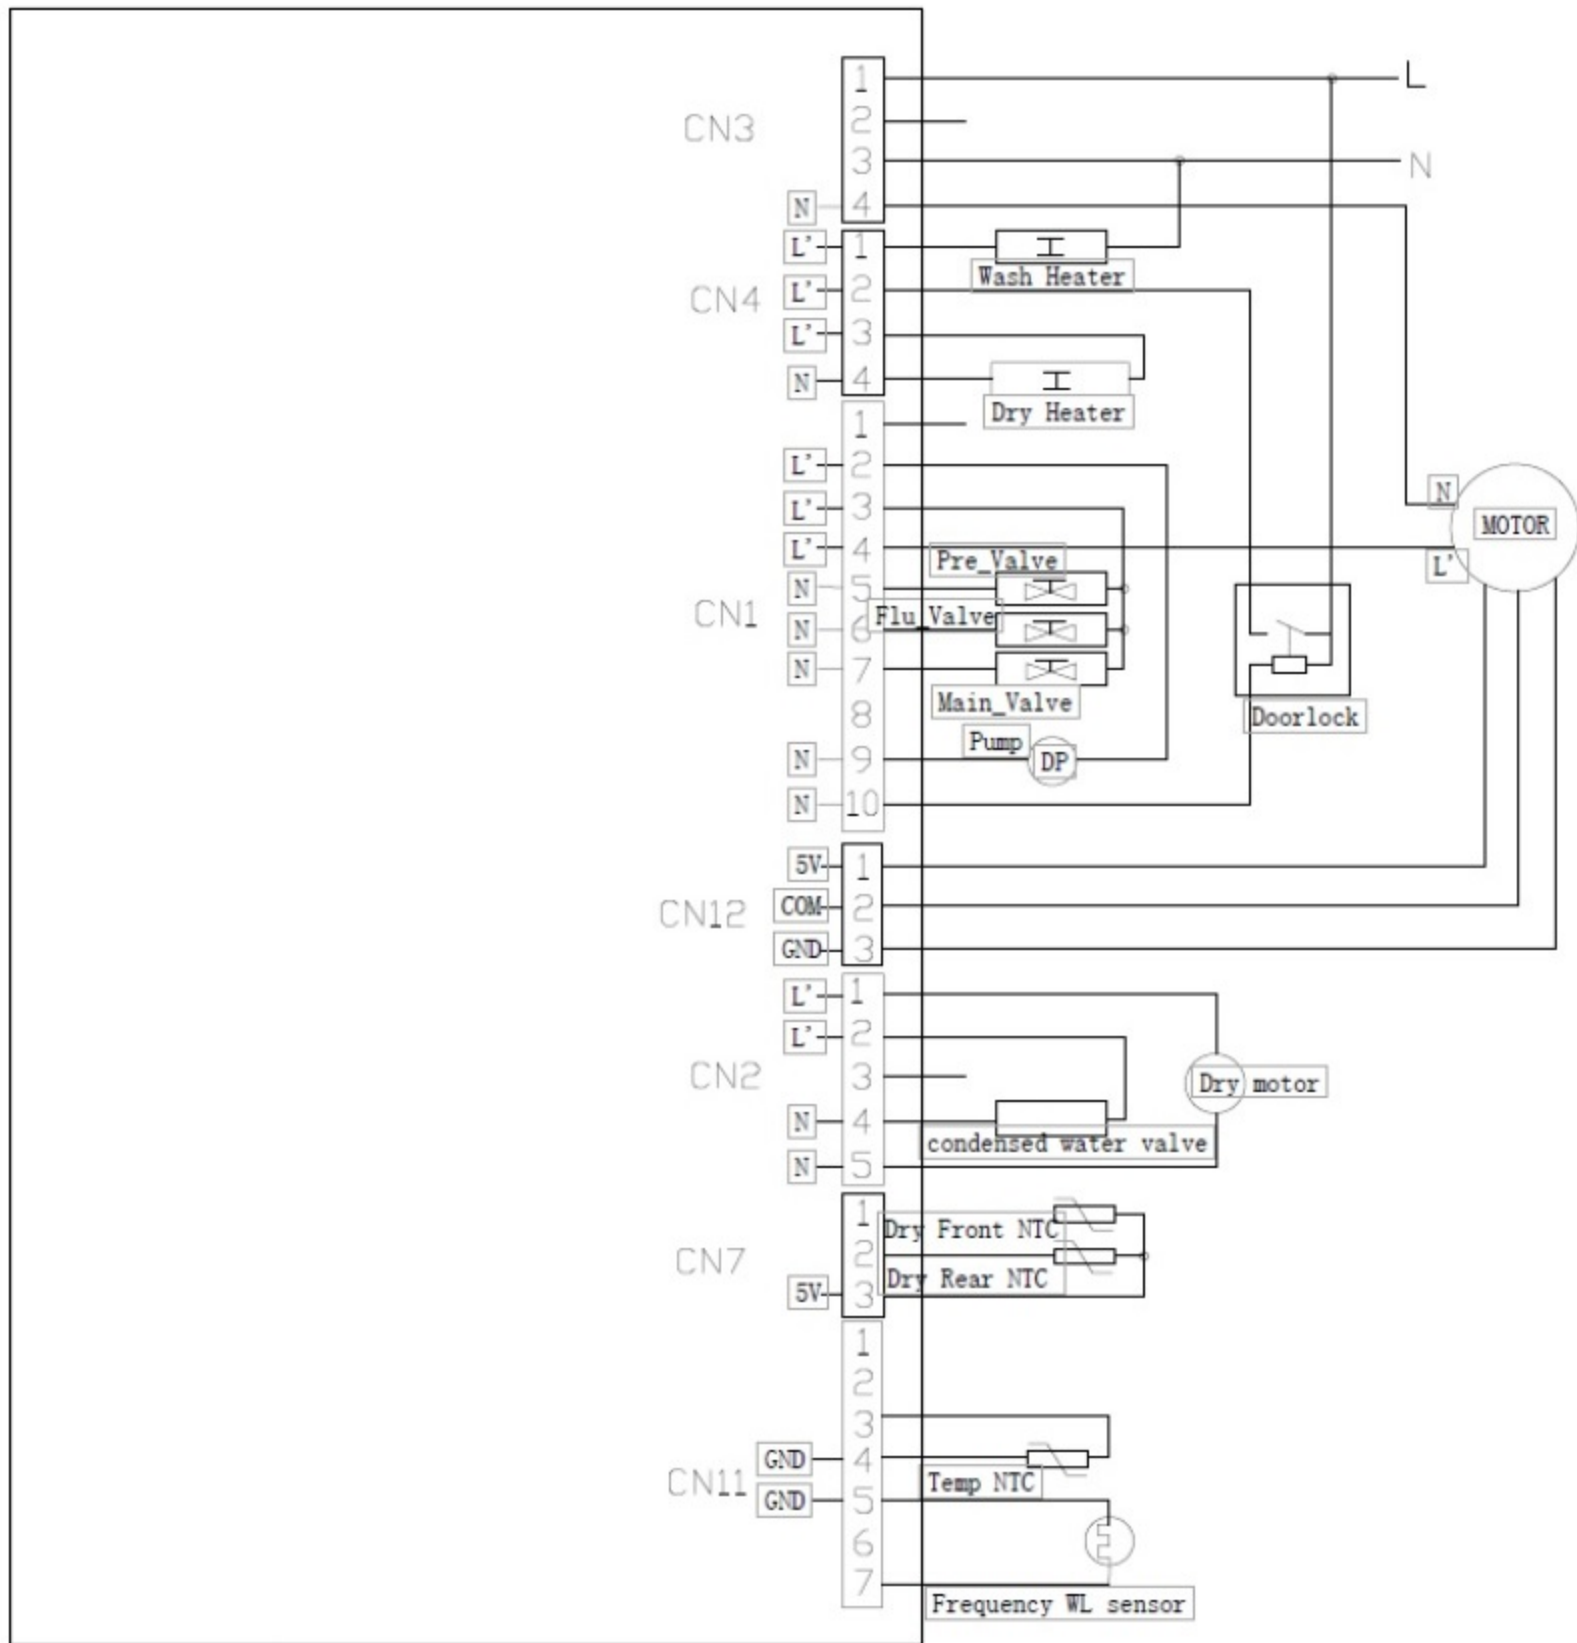 CN3
1
2
3
N 4
L
N
CN4
L' 1
L' 2
L' 3
N 4
Wash Heater
Dry Heater
CN1
1
L' 2
L' 3
L' 4
N 5
N 6
N 7
8
N 9
N 10
Pre_Valve
Flu_Valve
Main_Valve
Pump
DP
Doorlock
N
MOTOR
L'
CN12
5V 1
COM 2
GND 3
CN2
L' 1
L' 2
3
N 4
N 5
Dry motor
condensed water valve
CN7
1
2
5V 3
Dry Front NTC
Dry Rear NTC
CN11
1
2
3
GND 4
GND 5
6
7
Temp NTC
Frequency WL sensor